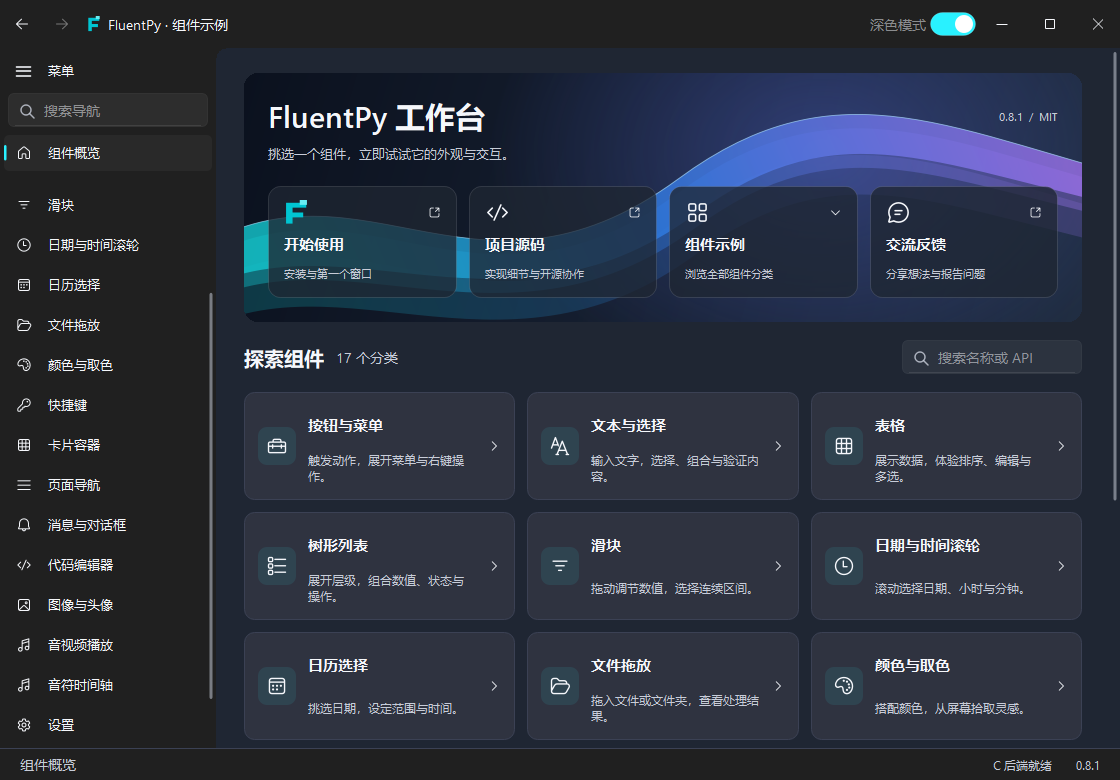 FluentPy · 组件示例
深色模式
菜单
搜索导航
组件概览
滑块
日期与时间滚轮
日历选择
文件拖放
颜色与取色
快捷键
卡片容器
页面导航
消息与对话框
代码编辑器
图像与头像
音视频播放
音符时间轴
设置
FluentPy 工作台
0.8.1 / MIT
挑选一个组件，立即试试它的外观与交互。
开始使用
安装与第一个窗口
项目源码
实现细节与开源协作
组件示例
浏览全部组件分类
交流反馈
分享想法与报告问题
探索组件 17 个分类
搜索名称或 API
按钮与菜单
触发动作，展开菜单与右键操
作。
文本与选择
输入文字，选择、组合与验证内
容。
表格
展示数据，体验排序、编辑与
多选。
树形列表
展开层级，组合数值、状态与
操作。
滑块
拖动调节数值，选择连续区间。
日期与时间滚轮
滚动选择日期、小时与分钟。
日历选择
挑选日期，设定范围与时间。
文件拖放
拖入文件或文件夹，查看处理结
果。
颜色与取色
搭配颜色，从屏幕拾取灵感。
组件概览
C 后端就绪
0.8.1